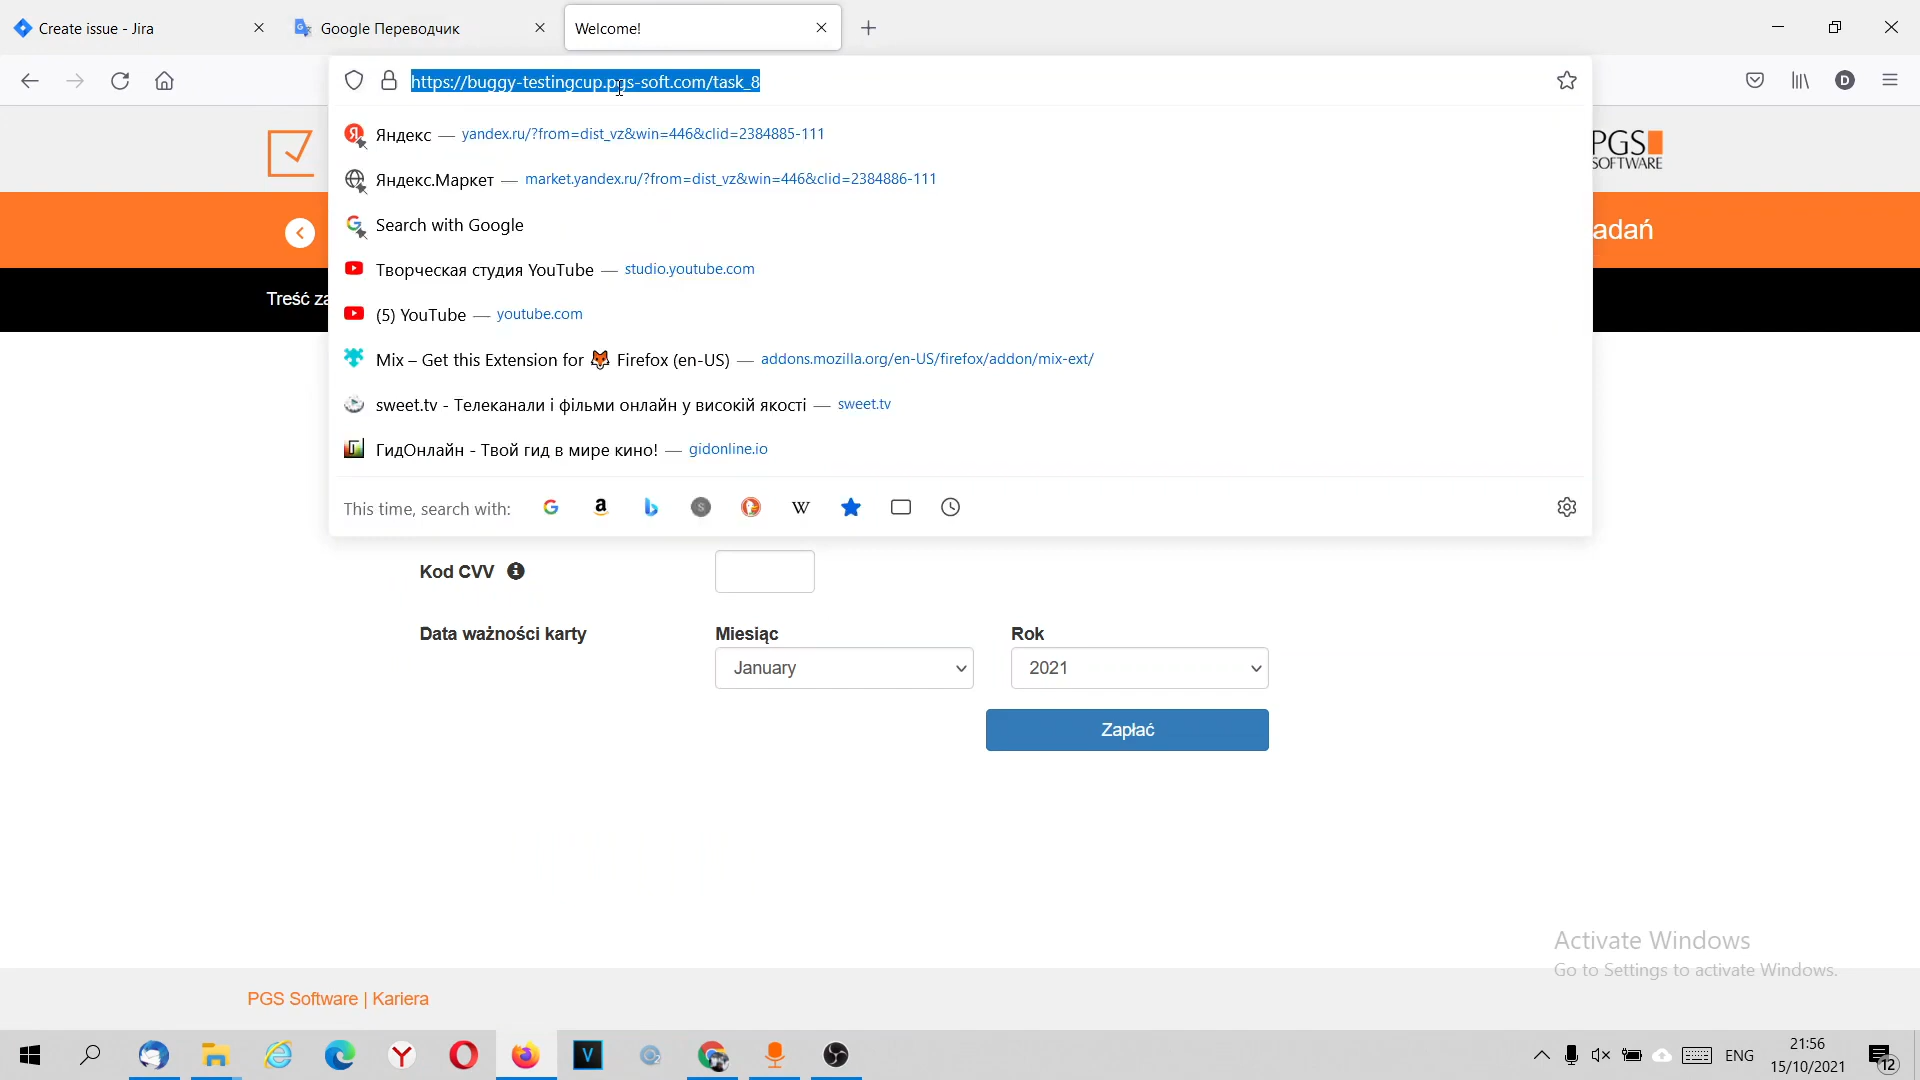 Create issue - Jira
Google Переводчик
Welcome!
https://buggy-testingcup.pgs-soft.com/task_8
Яндекс — yandex.ru/?from=dist_vz&win=446&clid=2384885-111
Яндекс.Маркет — market.yandex.ru/?from=dist_vz&win=446&clid=2384886-111
Search with Google
Творческая студия YouTube — studio.youtube.com
(5) YouTube — youtube.com
Mix – Get this Extension for 🦊 Firefox (en-US) — addons.mozilla.org/en-US/firefox/addon/mix-ext/
sweet.tv - Телеканали і фільми онлайн у високій якості — sweet.tv
ГидОнлайн - Твой гид в мире кино! — gidonline.io
This time, search with:
D
PGS
SOFTWARE
adań
Treść za
Kod CVV
Data ważności karty
Miesiąc
Rok
January
2021
Zapłać
Activate Windows
Go to Settings to activate Windows.
PGS Software | Kariera
ENG
21:56
15/10/2021
12